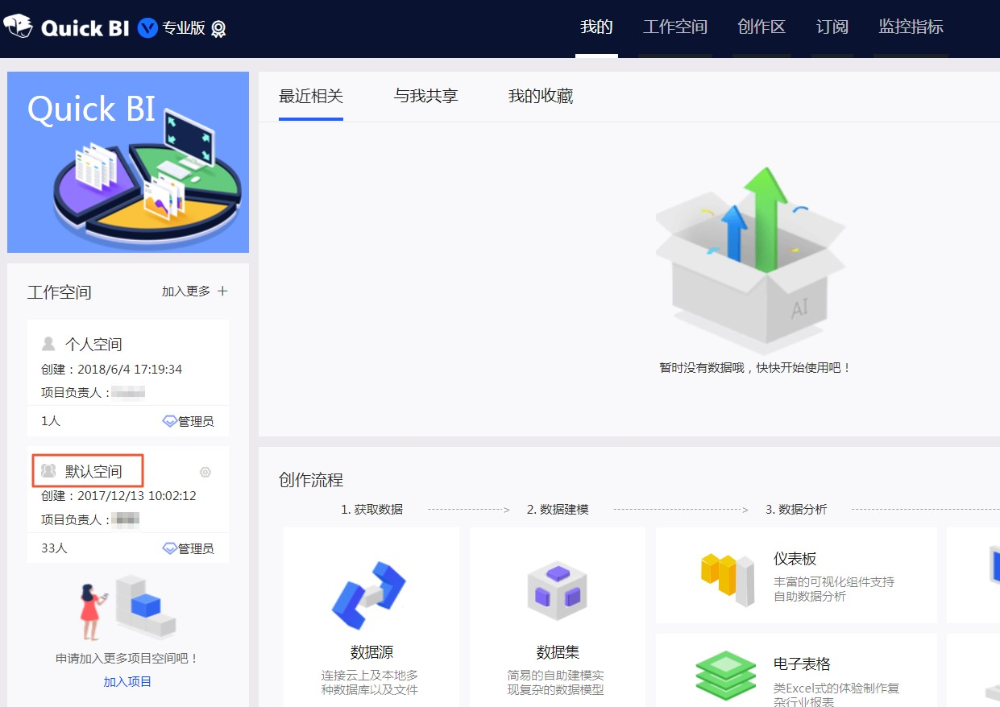 Quick BI 专业版
我的 工作空间 创作区 订阅 监控指标
Quick BI
最近相关 与我共享 我的收藏
AI
暂时没有数据哦，快快开始使用吧！
工作空间 加入更多
个人空间
创建：2018/6/4 17:19:34
项目负责人：
1人 管理员
默认空间
创建：2017/12/13 10:02:12
项目负责人：
33人 管理员
申请加入更多项目空间吧！
加入项目
创作流程
1. 获取数据 2. 数据建模 3. 数据分析
数据源
连接云上及本地多
种数据库以及文件
数据集
简易的自助建模实
现复杂的数据模型
仪表板
丰富的可视化组件支持
自助数据分析
电子表格
类Excel式的体验制作复
杂行业报表